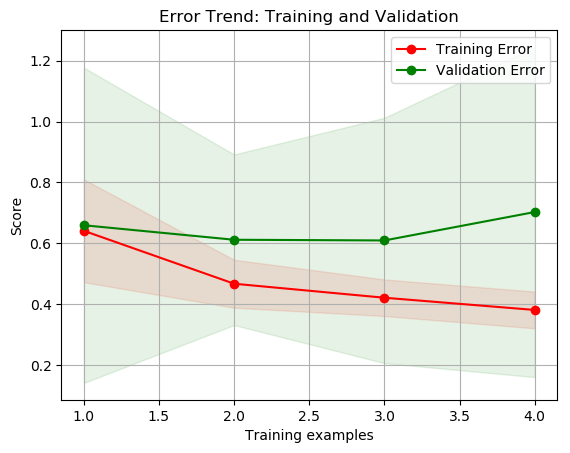 Error Trend: Training and Validation
Training Error
Validation Error
Score
1.2
1.0
0.8
0.6
0.4
0.2
1.0
1.5
2.0
2.5
3.0
3.5
4.0
Training examples